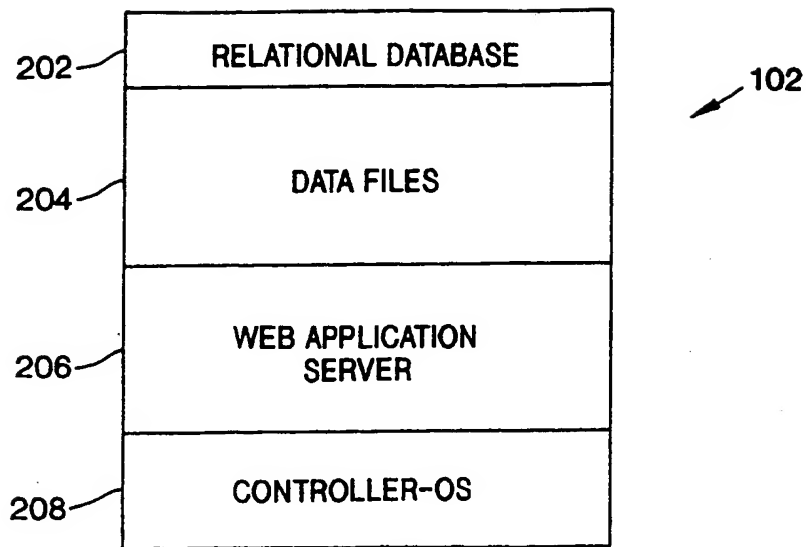 202
RELATIONAL DATABASE
102
204
DATA FILES
206
WEB APPLICATION
SERVER
208
CONTROLLER-OS